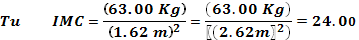 Tu IMC = (63.00 Kg) / (1.62 m)² = (63.00 Kg) / 〖(2.62m〗²) = 24.00